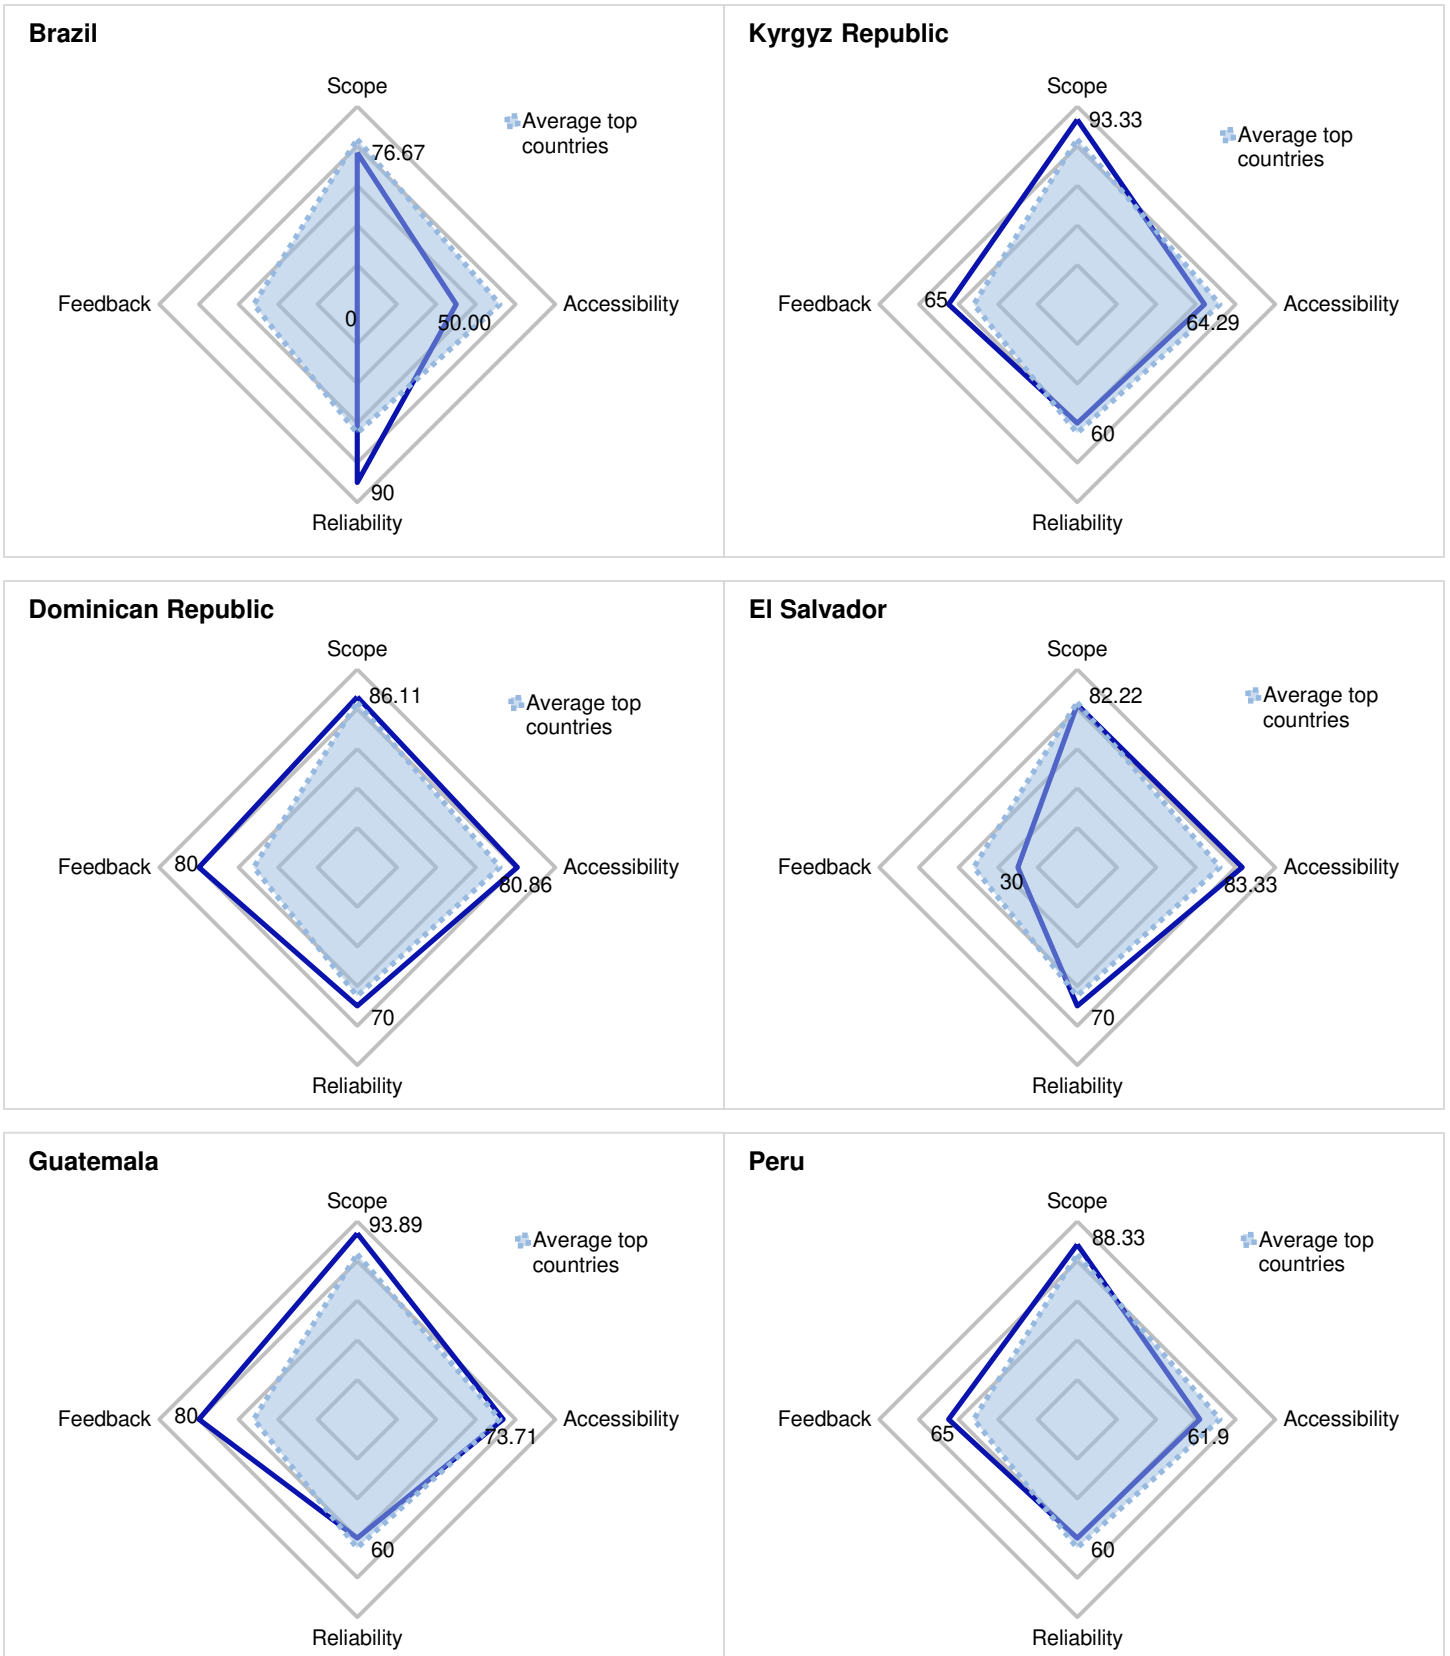 Brazil
Scope
Average top
countries
76.67
Feedback
Accessibility
0
50.00
90
Reliability
Kyrgyz Republic
Scope
93.33
Average top
countries
65
Feedback
Accessibility
64.29
60
Reliability
Dominican Republic
Scope
86.11
Average top
countries
Feedback
80
Accessibility
80.86
70
Reliability
El Salvador
Scope
82.22
Average top
countries
Feedback
Accessibility
30
83.33
70
Reliability
Guatemala
Scope
93.89
Average top
countries
Feedback
80
Accessibility
73.71
60
Reliability
Peru
Scope
88.33
Average top
countries
Feedback
Accessibility
65
61.9
60
Reliability